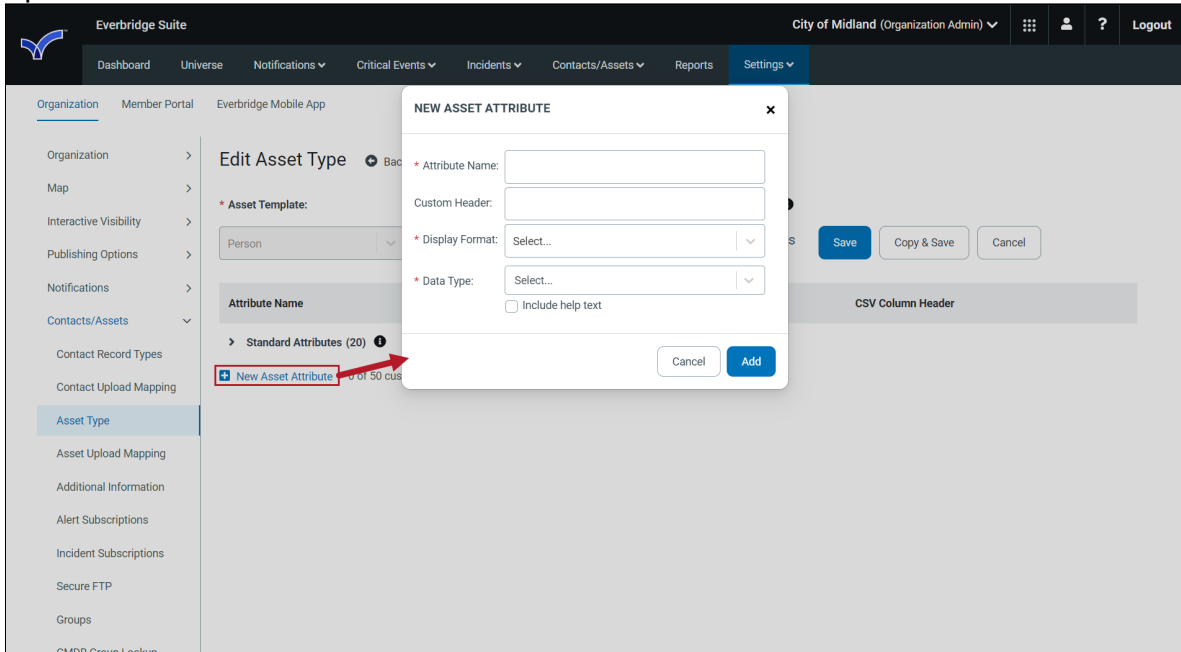 Everbridge Suite
City of Midland (Organization Admin)
?
Logout
Dashboard Universe Notifications Critical Events Incidents Contacts/Assets Reports Settings
Organization Member Portal Everbridge Mobile App
NEW ASSET ATTRIBUTE
Organization
Map
Interactive Visibility
Publishing Options
Notifications
Contacts/Assets
Contact Record Types
Contact Upload Mapping
Asset Type
Asset Upload Mapping
Additional Information
Alert Subscriptions
Incident Subscriptions
Secure FTP
Groups
Edit Asset Type
* Asset Template:
Person
Attribute Name
Standard Attributes (20)
New Asset Attribute
0 of 50
* Attribute Name:
Custom Header:
* Display Format: Select...
* Data Type: Select...
Include help text
Cancel Add
Save Copy & Save Cancel
CSV Column Header